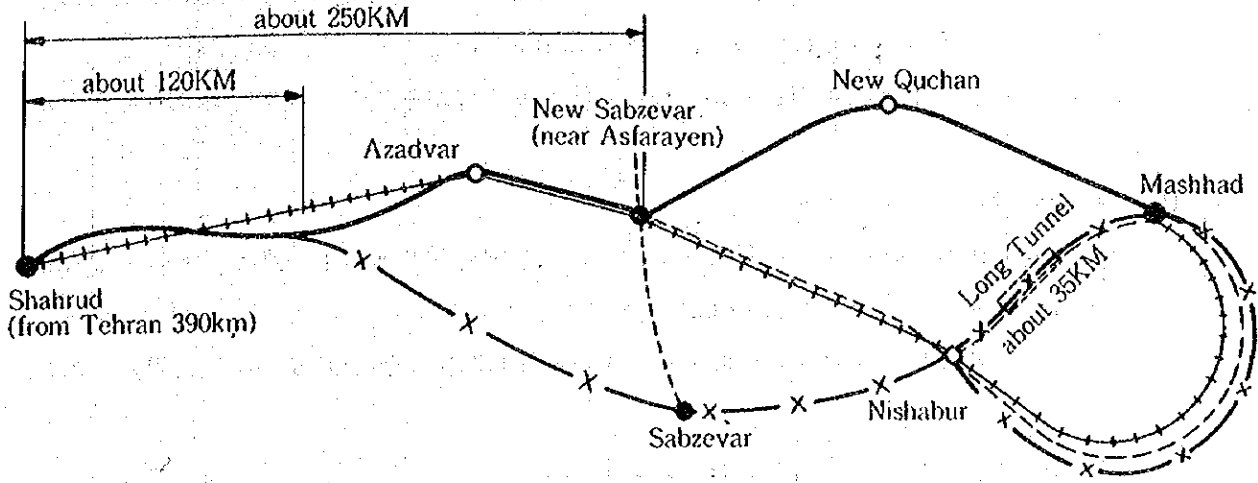 about 250KM
about 120KM
New Quchan
New Sabzevar
(near Asfarayen)
Azadvar
Mashhad
Long Tunnel
about 35KM
Shahrud
(from Tehran 390km)
Nishabur
Sabzevar